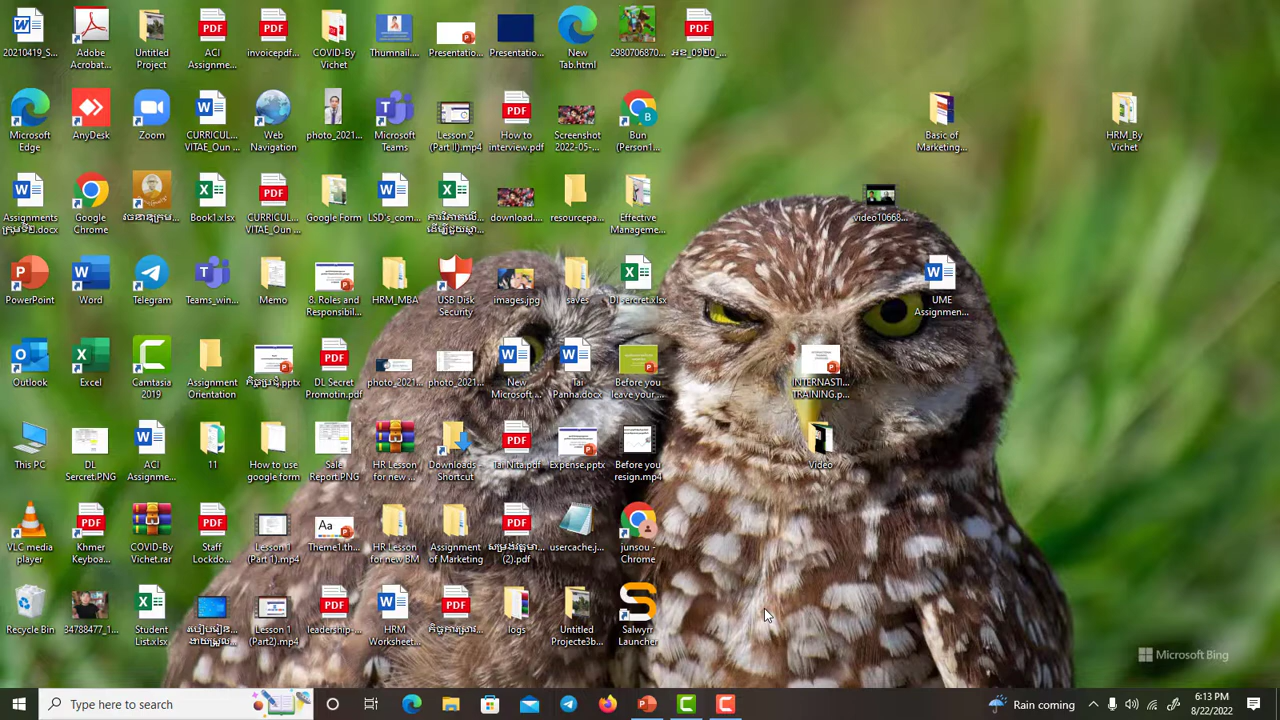 20210419_S...
Adobe
Acrobat...
Untitled
Project
ACI
Assignme...
invoicepdf...
COVID-By
Vichet
Thumnail....
Presentatio...
Presentatio...
New
Tab.html
2980706870...
Microsoft
Edge
AnyDesk
Zoom
CURRICUL...
VITAE_Oun ...
Web
Navigation
photo_2021...
Microsoft
Teams
Lesson 2
(Part II).mp4
How to
interview.pdf
Screenshot
2022-05-...
Bun
(Person1...
Basic of
Marketing...
HRM_By
Vichet
Assignments
Google
Chrome
Book1.xlsx
CURRICUL...
VITAE_Oun ...
Google Form
LSD's_com...
download....
resourcepa...
Effective
Manageme...
video10668...
PowerPoint
Word
Telegram
Teams_win...
Memo
8. Roles and
Responsibil...
HRM_MBA
USB Disk
Security
images.jpg
saves
DI sercret.xlsx
UME
Assignmen...
Outlook
Excel
Camtasia
2019
Assignment
Orientation
DL Secret
Promotin.pdf
photo_2021...
photo_2021...
New
Microsoft...
Tai
Panha.docx
Before you
leave your...
INTERNASTI...
TRAINING.p...
This PC
DL
Sercret.PNG
ACI
Assignme...
11
How to use
google form
Sale
Report.PNG
HR Lesson
for new ...
Downloads -
Shortcut
Tai Nita.pdf
Expense.pptx
Before you
resign.mp4
Video
VLC media
player
Khmer
Keyboa...
COVID-By
Vichet.rar
Staff
Lockdo...
Lesson 1
(Part 1).mp4
Aa
Theme1.th...
HR Lesson
for new BM
Assignment
of Marketing
(2).pdf
usercache.j...
junsou -
Chrome
Recycle Bin
34788477_1...
Student
List.xlsx
Lesson 1
(Part2).mp4
leadership-...
HRM
Worksheet...
logs
Untitled
Projecte3b...
Salwyrr
Launcher
Microsoft Bing
Type here to search
Rain coming
6:13 PM
8/22/2022